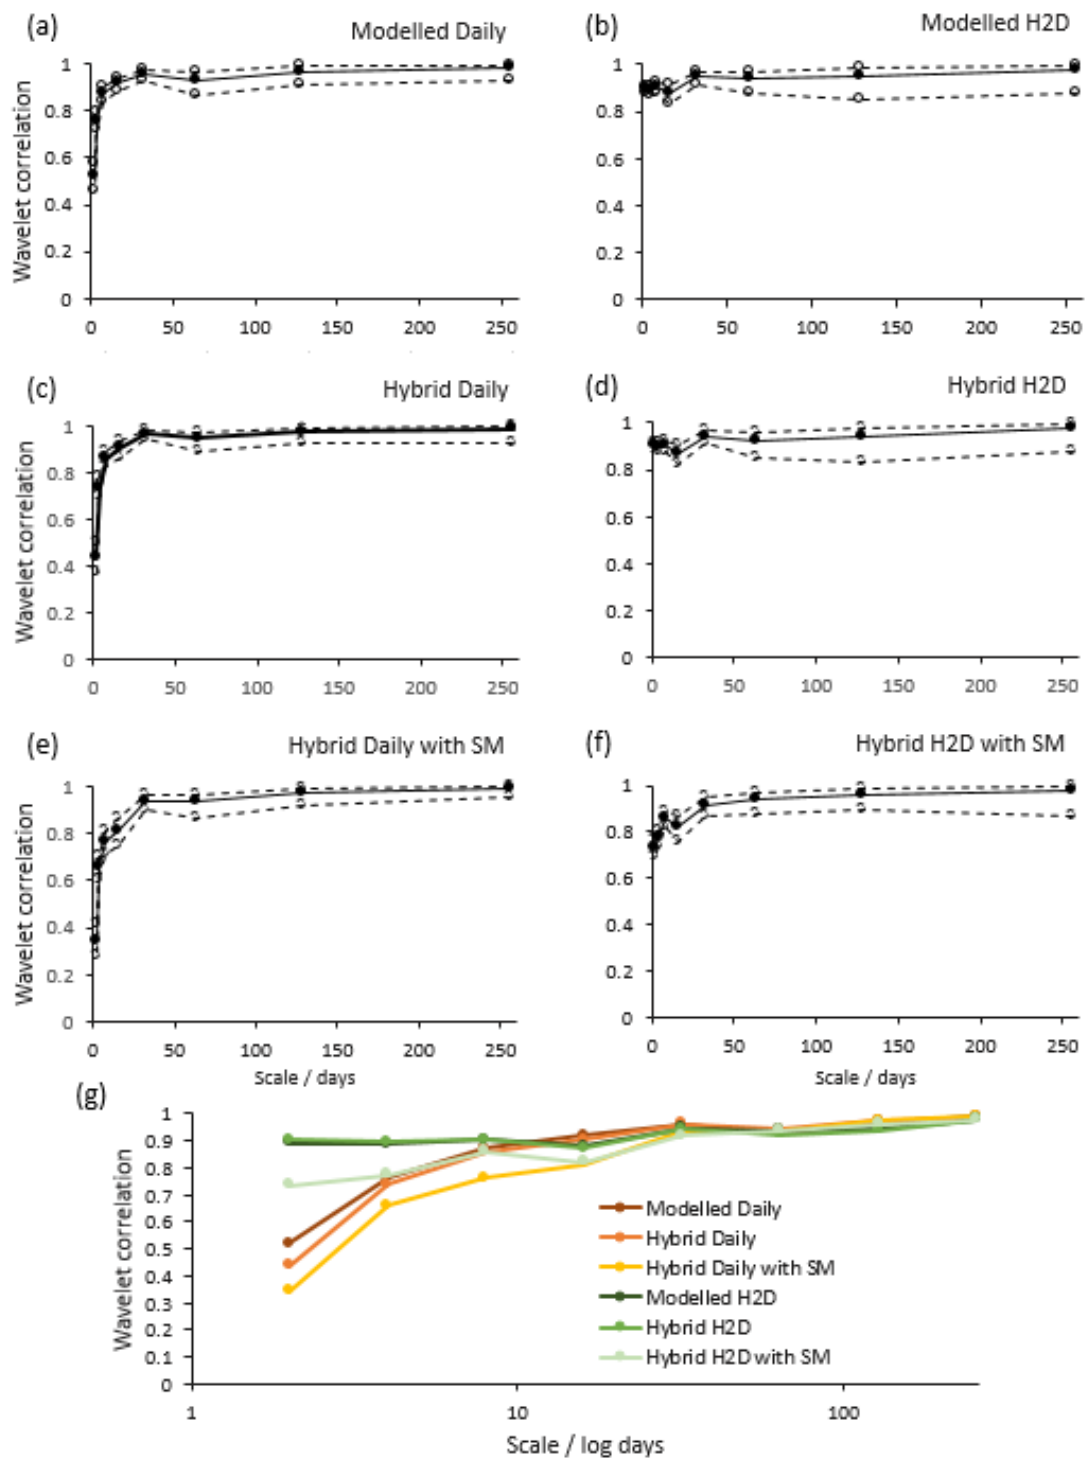 (a)
Modelled Daily
Wavelet correlation
1
0.8
0.6
0.4
0.2
0
0 50 100 150 200 250
(b)
Modelled H2D
1
0.8
0.6
0.4
0.2
0
0 50 100 150 200 250
(c)
Hybrid Daily
Wavelet correlation
1
0.8
0.6
0.4
0.2
0
0 50 100 150 200 250
(d)
Hybrid H2D
1
0.8
0.6
0.4
0.2
0
0 50 100 150 200 250
(e)
Hybrid Daily with SM
Wavelet correlation
1
0.8
0.6
0.4
0.2
0
0 50 100 150 200 250
Scale / days
(f)
Hybrid H2D with SM
1
0.8
0.6
0.4
0.2
0
0 50 100 150 200 250
Scale / days
(g)
Wavelet correlation
1
0.9
0.8
0.7
0.6
0.5
0.4
0.3
0.2
0.1
0
Modelled Daily
Hybrid Daily
Hybrid Daily with SM
Modelled H2D
Hybrid H2D
Hybrid H2D with SM
1 10 100
Scale / log days